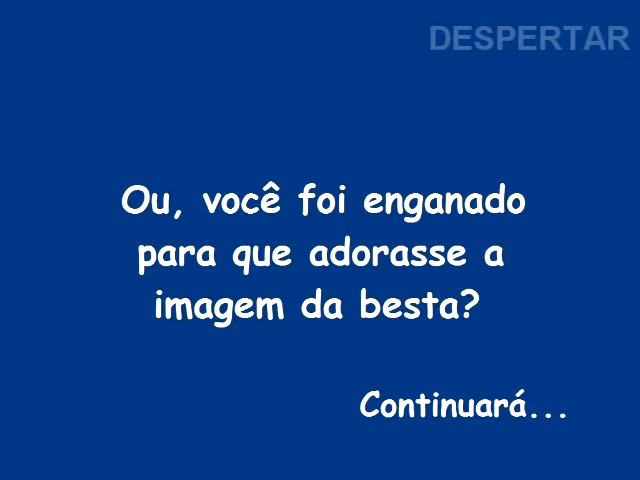 DESPERTAR
Ou, você foi enganado
para que adorasse a
imagem da besta?
Continuará...